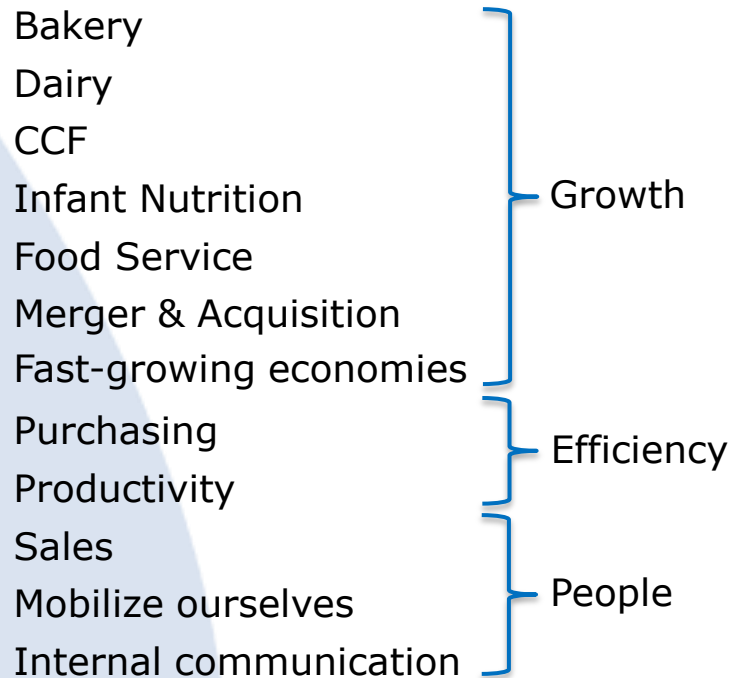 Bakery
Dairy
CCF
Infant Nutrition
Growth
Food Service
Merger & Acquisition
Fast-growing economies
Purchasing
Efficiency
Productivity
Sales
Mobilize ourselves
People
Internal communication